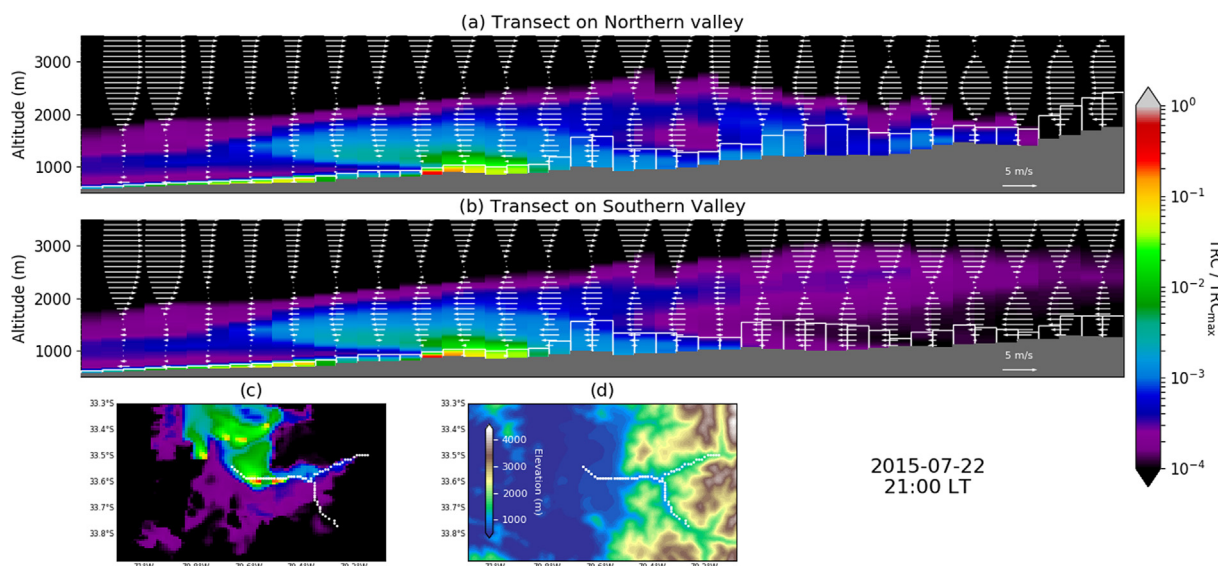 (a) Transect on Northern valley
Altitude (m)
3000
2000
1000
5 m/s
(b) Transect on Southern Valley
Altitude (m)
3000
2000
1000
5 m/s
10⁰
10⁻¹
10⁻²
10⁻³
10⁻⁴
(c)
33.3°S
33.4°S
33.5°S
33.6°S
33.7°S
33.8°S
(d)
33.3°S
33.4°S
33.5°S
33.6°S
33.7°S
33.8°S
4000
3000
2000
1000
Elevation (m)
2015-07-22
21:00 LT